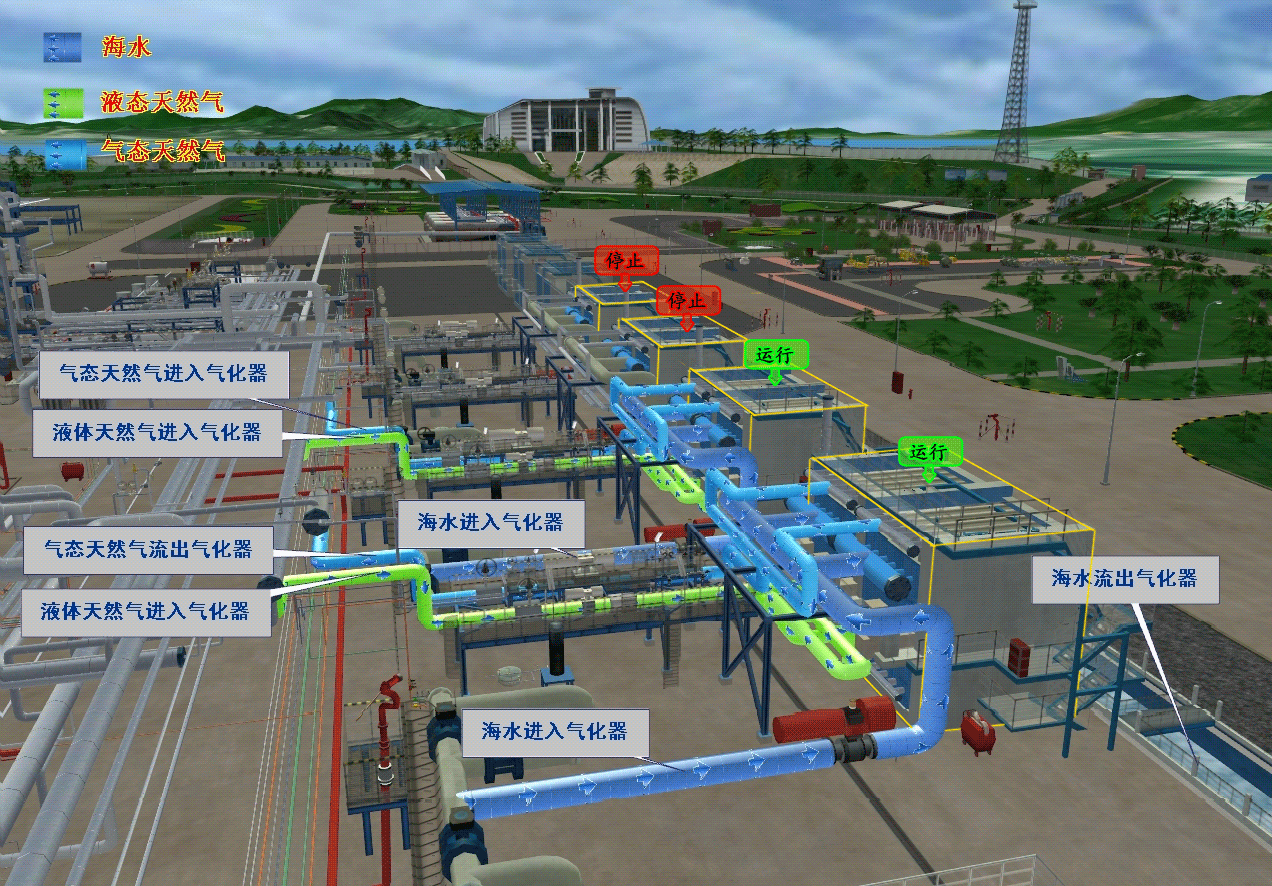 海水
液态天然气
气态天然气
停止
停止
运行
气态天然气进入气化器
液体天然气进入气化器
运行
海水进入气化器
气态天然气流出气化器
海水流出气化器
液体天然气进入气化器
海水进入气化器